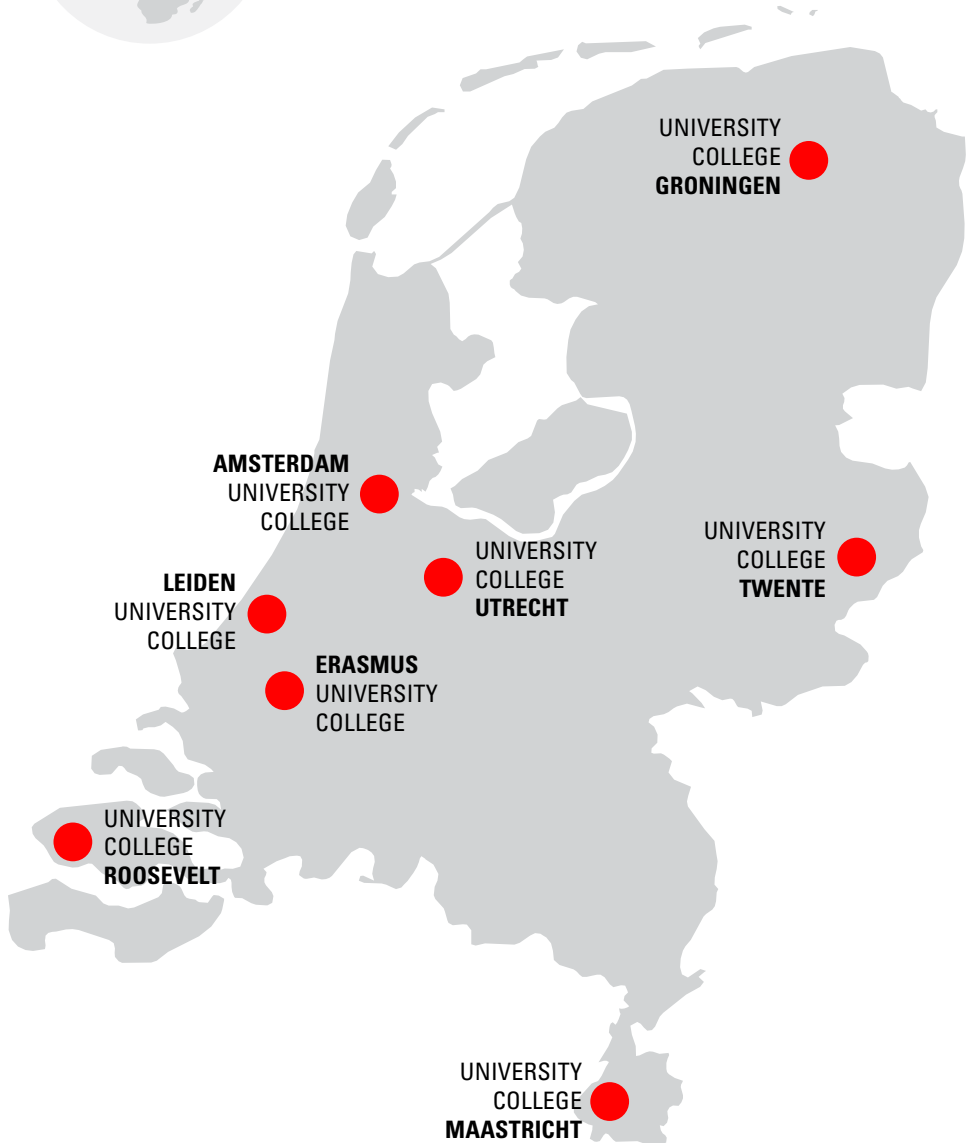 UNIVERSITY
COLLEGE
GRONINGEN
AMSTERDAM
UNIVERSITY
COLLEGE
UNIVERSITY
COLLEGE
UTRECHT
UNIVERSITY
COLLEGE
TWENTE
LEIDEN
UNIVERSITY
COLLEGE
ERASMUS
UNIVERSITY
COLLEGE
UNIVERSITY
COLLEGE
ROOSEVELT
UNIVERSITY
COLLEGE
MAASTRICHT